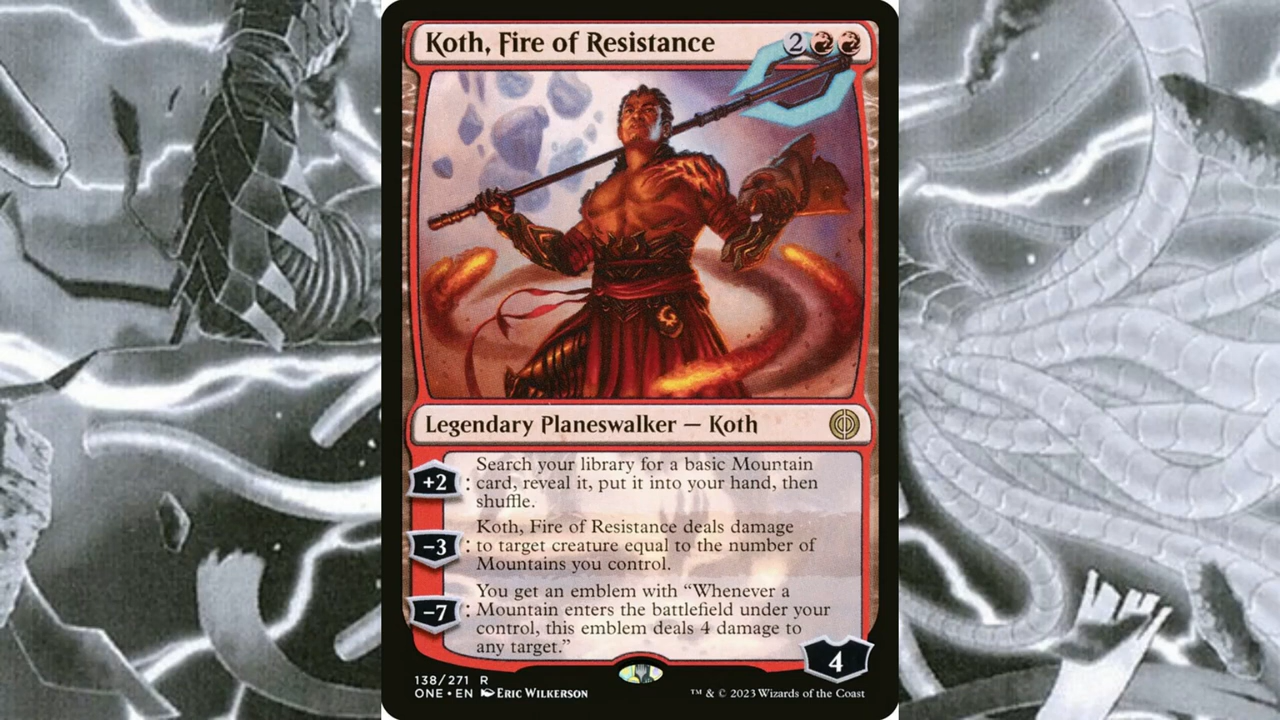 Koth, Fire of Resistance 2
Legendary Planeswalker — Koth
+2 : Search your library for a basic Mountain
card, reveal it, put it into your hand, then
shuffle.
−3 : Koth, Fire of Resistance deals damage
to target creature equal to the number of
Mountains you control.
−7 : You get an emblem with “Whenever a
Mountain enters the battlefield under your
control, this emblem deals 4 damage to
any target.”
4
138/271 R
ONE • EN Eric Wilkerson ™ & © 2023 Wizards of the Coast